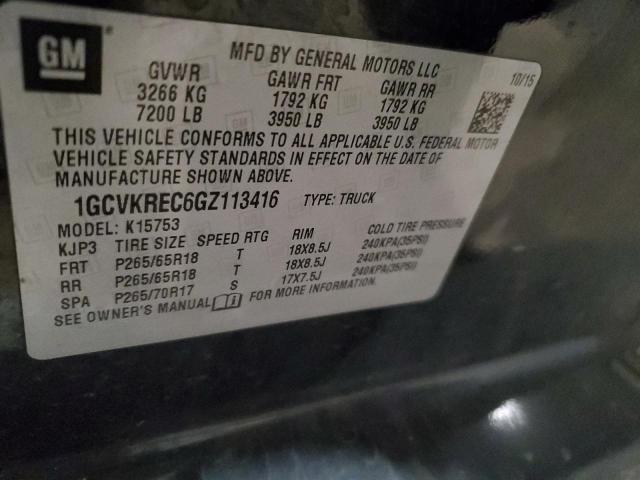 GM
MFD BY GENERAL MOTORS LLC
10/15
GVWR GAWR FRT GAWR RR
3266 KG 1792 KG 1792 KG
7200 LB 3950 LB 3950 LB
THIS VEHICLE CONFORMS TO ALL APPLICABLE U.S. FEDERAL MOTOR
VEHICLE SAFETY STANDARDS IN EFFECT ON THE DATE OF
MANUFACTURE SHOWN ABOVE.
1GCVKREC6GZ113416 TYPE: TRUCK
MODEL: K15753
KJP3 TIRE SIZE SPEED RTG RIM COLD TIRE PRESSURE
FRT P265/65R18 T 18X8.5J 240KPA(35PSI)
RR P265/65R18 T 18X8.5J 240KPA(35PSI)
SPA P265/70R17 S 17X7.5J 240KPA(35PSI)
SEE OWNER'S MANUAL FOR MORE INFORMATION.